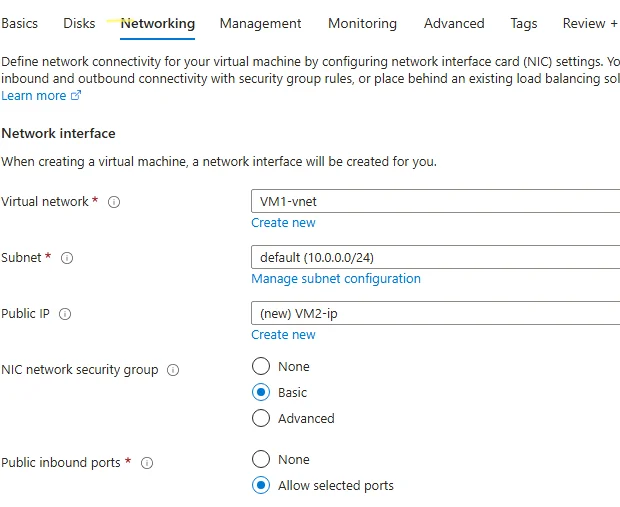 Basics Disks Networking Management Monitoring Advanced Tags Review +
Define network connectivity for your virtual machine by configuring network interface card (NIC) settings. Yo
inbound and outbound connectivity with security group rules, or place behind an existing load balancing sol
Learn more
Network interface
When creating a virtual machine, a network interface will be created for you.
Virtual network * VM1-vnet
Create new
Subnet * default (10.0.0.0/24)
Manage subnet configuration
Public IP (new) VM2-ip
Create new
NIC network security group None
Basic
Advanced
Public inbound ports * None
Allow selected ports